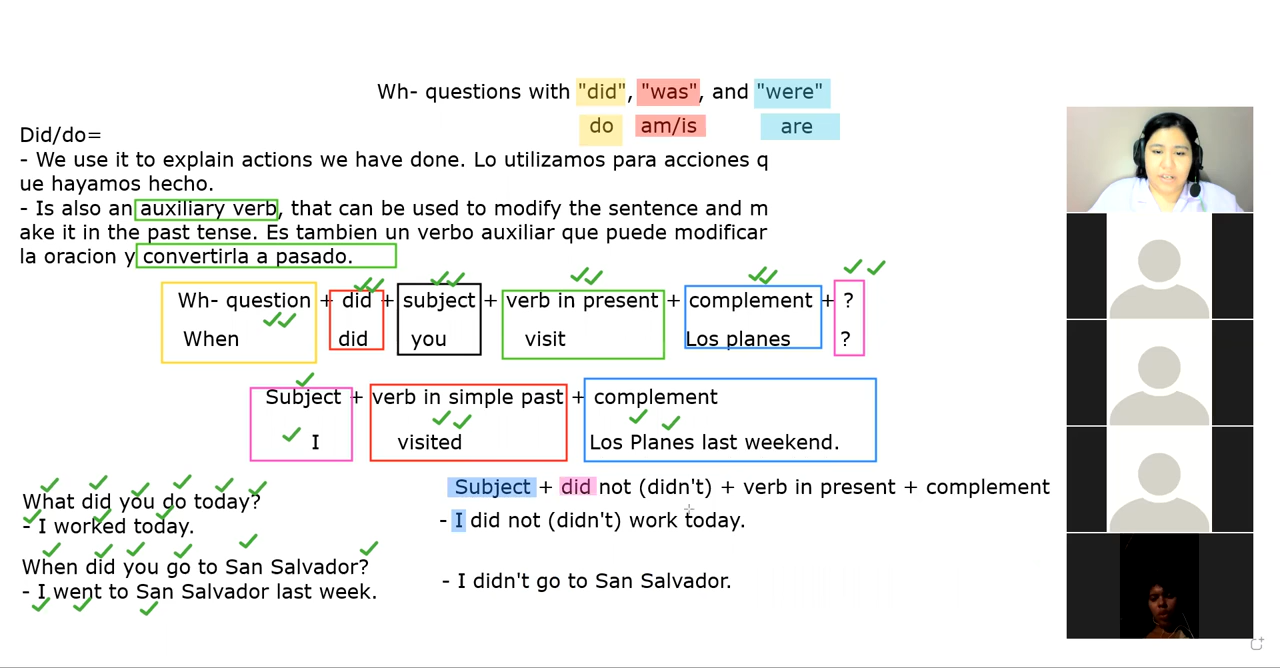 Wh- questions with "did", "was", and "were"
do am/is are
Did/do=
- We use it to explain actions we have done. Lo utilizamos para acciones q
ue hayamos hecho.
- Is also an auxiliary verb, that can be used to modify the sentence and m
ake it in the past tense. Es tambien un verbo auxiliar que puede modificar
la oracion y convertirla a pasado.
Wh- question + did + subject + verb in present + complement + ?
When did you visit Los planes ?
Subject + verb in simple past + complement
I visited Los Planes last weekend.
What did you do today?
- I worked today.
When did you go to San Salvador?
- I went to San Salvador last week.
Subject + did not (didn't) + verb in present + complement
- I did not (didn't) work today.
- I didn't go to San Salvador.